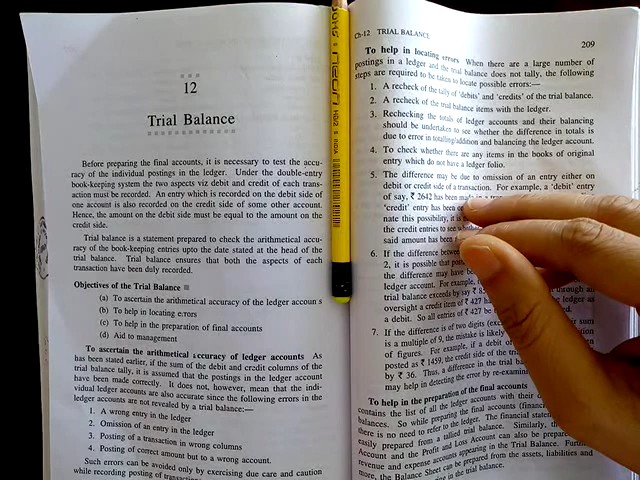 12
Trial Balance
Before preparing the final accounts, it is necessary to test the accu-
racy of the individual postings in the ledger. Under the double-entry
book-keeping system the two aspects viz debit and credit of each trans-
action must be recorded. An entry which is recorded on the debit side of
one account is also recorded on the credit side of some other account.
Hence, the amount on the debit side must be equal to the amount on the
credit side.
Trial balance is a statement prepared to check the arithmetical accu-
racy of the book-keeping entries upto the date stated at the head of the
trial balance. Trial balance ensures that both the aspects of each
transaction have been duly recorded.
Objectives of the Trial Balance
(a) To ascertain the arithmetical accuracy of the ledger accoun s
(b) To help in locating errors
(c) To help in the preparation of final accounts
(d) Aid to management
To ascertain the arithmetical accuracy of ledger accounts As
has been stated earlier, if the sum of the debit and credit columns of the
trial balance tally, it is assumed that the postings in the ledger account
have been made correctly. It does not, however, mean that the indi-
vidual ledger accounts are also accurate since the following errors in the
ledger accounts are not revealed by a trial balance:—
1. A wrong entry in the ledger
2. Omission of an entry in the ledger
3. Posting of a transaction in wrong columns
4. Posting of correct amount but to a wrong account.
Such errors can be avoided only by exercising due care and caution
while recording posting of
HB/2 INDIA
Ch-12 TRIAL BALANCE
209
To help in locating errors When there are a large number of
postings in a ledger and the trial balance does not tally, the following
steps are required to be taken to locate possible errors:—
1. A recheck of the tally of 'debits' and 'credits' of the trial balance.
2. A recheck of the trial balance items with the ledger.
3. Rechecking the totals of ledger accounts and their balancing
should be undertaken to see whether the difference in totals is
due to error in totalling/addition and balancing the ledger account.
4. To check whether there are any items in the books of original
entry which do not have a ledger folio.
5. The difference may be due to omission of an entry either on
debit or credit side of a transaction. For example, a 'debit' entry
of say, ₹ 2642 has been made in a
'credit' entry has been
nate this possibility, it is
the credit entries to see
said amount has been
6. If the difference
2, it is possible that
the difference may have
ledger account. For
trial balance exceeds by say ₹ through an
oversight a credit item of ₹ 427 the ledger as
a debit. So all entries of ₹ 427 be
7. If the difference is of two digits sum
is a multiple of 9, the mistake is likely
of figures. For example, if a debit of
posted as ₹ 1459, the credit side of the trial
by ₹ 36. Thus, a difference in the trial
may help in detecting the error by
To help in the preparation of the final accounts
contains the list of all the ledger accounts with their
balances. So while preparing the final accounts
there is no need to refer to the ledger. The financial
easily prepared from a tallied trial balance. Similarly,
Account and the Profit and Loss Account can also be
revenue and expense accounts appearing in the Trial Balance.
more, the Balance Sheet can be prepared from the assets, liabilities and
in the trial balance.